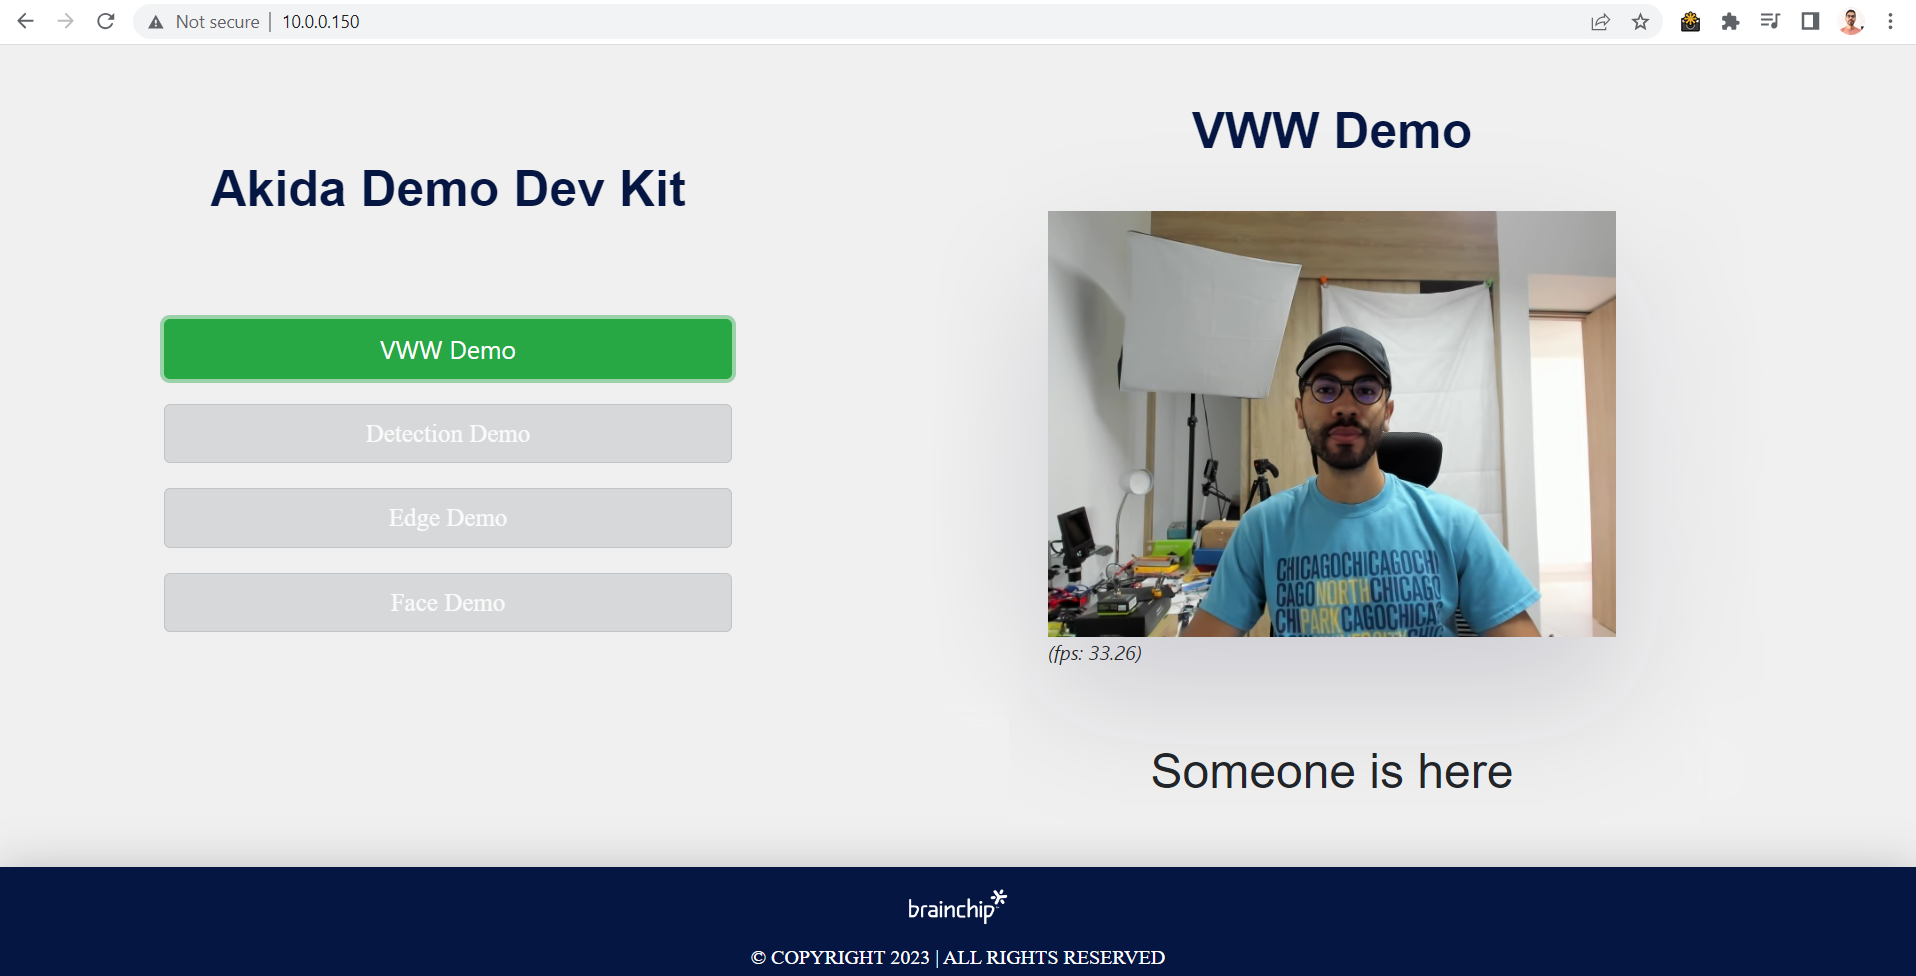 Not secure | 10.0.0.150
Akida Demo Dev Kit
VWW Demo
Detection Demo
Edge Demo
Face Demo
VWW Demo
CHICAGOCHICAGOCHI
CAGONORTHCHICAGO
CHIPARKCAGOCHICA
(fps: 33.26)
Someone is here
brainchip
© COPYRIGHT 2023 | ALL RIGHTS RESERVED